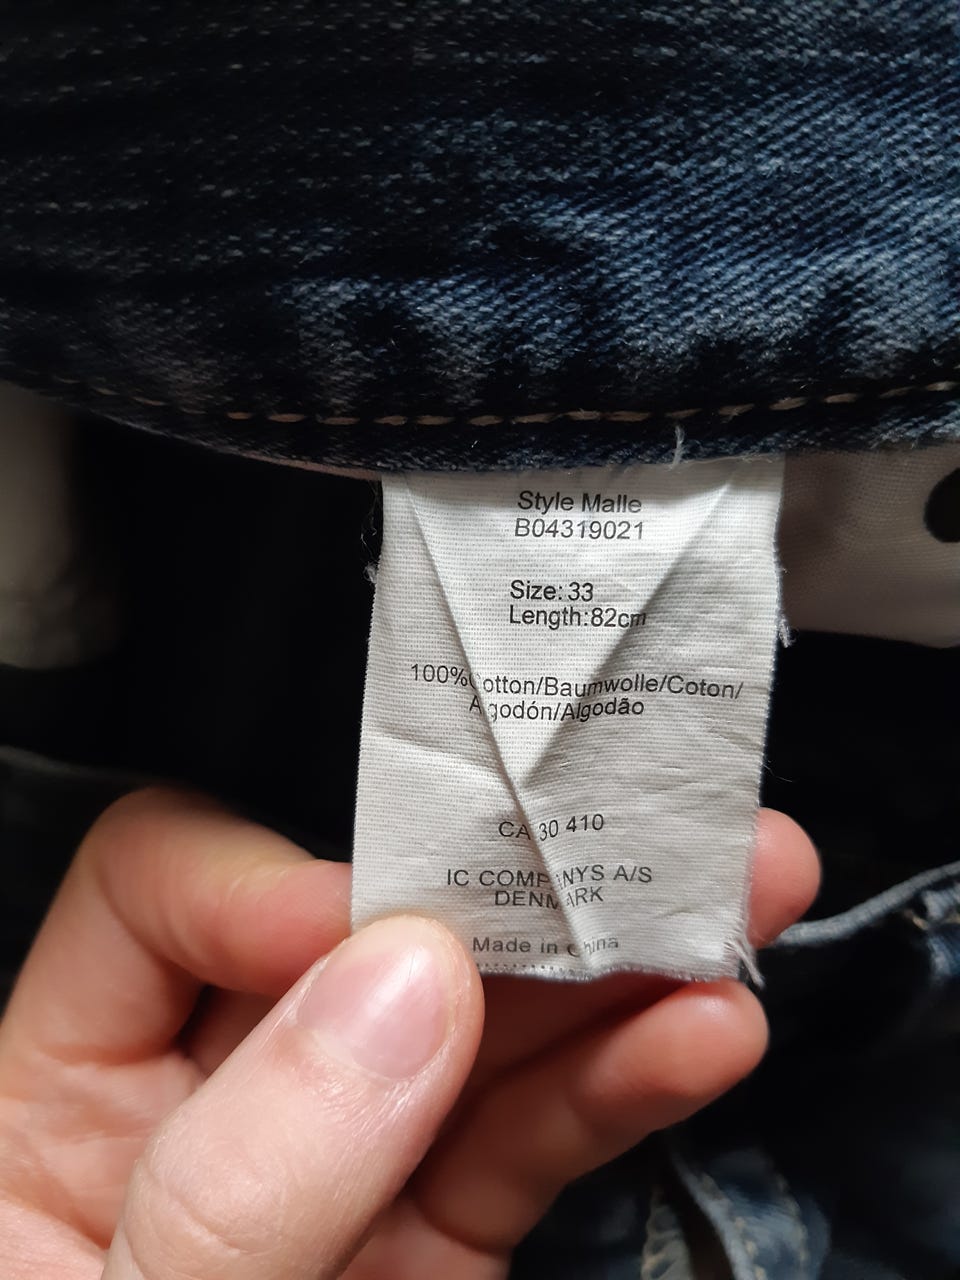 Style Malle
B04319021
Size: 33
Length:82cm
100%Cotton/Baumwolle/Coton/
Algodón/Algodão
CA 30 410
IC COMPANYS A/S
DENMARK
Made in China